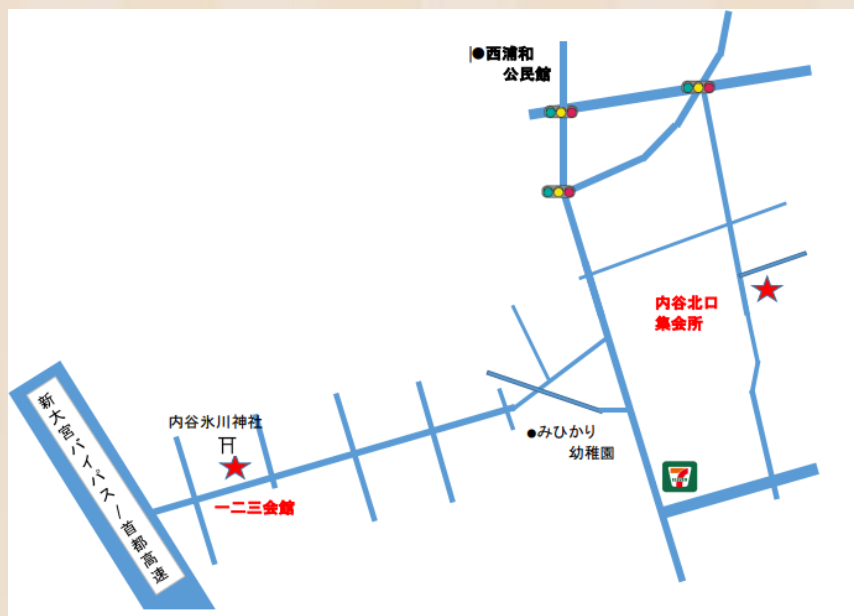 ●西浦和
公民館
内谷北口
集会所
新大宮バイパス/首都高速
内谷氷川神社
一二三会館
●みひかり
幼稚園